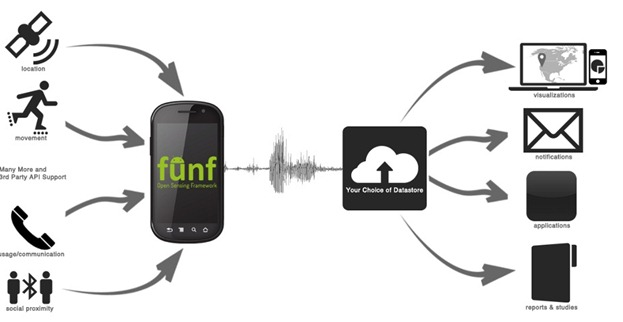 location
movement
Many More and
3rd Party API Support
usage/communication
social proximity
funf
Open Sensing Framework
Your Choice of Datastore
visualizations
notifications
applications
reports & studies